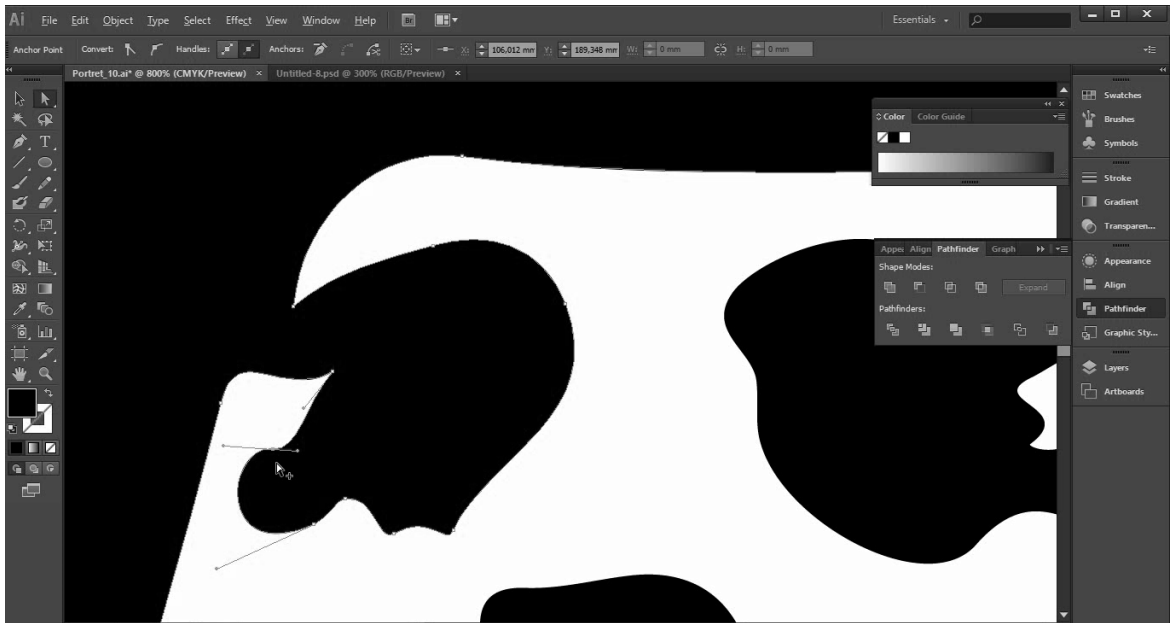 Ai File Edit Object Type Select Effect View Window Help Br Essentials
Anchor Point Convert: Handles: Anchors: X: 106,012 mm Y: 189,348 mm W: 0 mm H: 0 mm
Portret_10.ai* @ 800% (CMYK/Preview) × Untitled-8.psd @ 300% (RGB/Preview) ×
Color Color Guide
Appea Align Pathfinder Graph
Shape Modes:
Expand
Pathfinders:
Swatches
Brushes
Symbols
Stroke
Gradient
Transparen...
Appearance
Align
Pathfinder
Graphic Sty...
Layers
Artboards